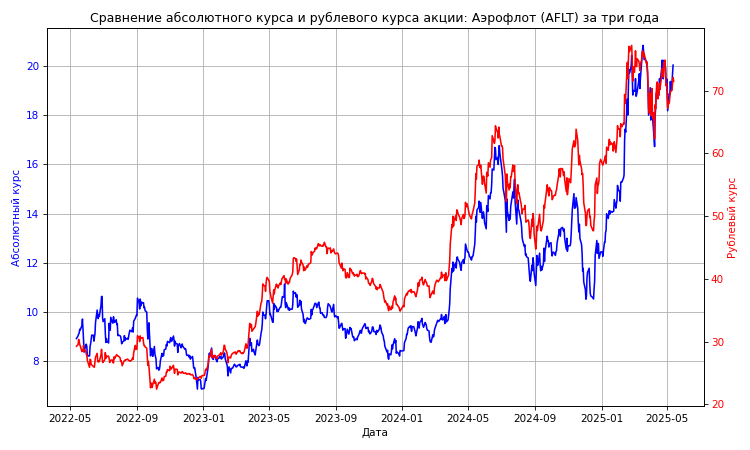 Сравнение абсолютного курса и рублевого курса акции: Аэрофлот (AFLT) за три года
Абсолютный курс
20
18
16
14
12
10
8
70
60
50
40
30
20
Рублевый курс
2022-05 2022-09 2023-01 2023-05 2023-09 2024-01 2024-05 2024-09 2025-01 2025-05
Дата